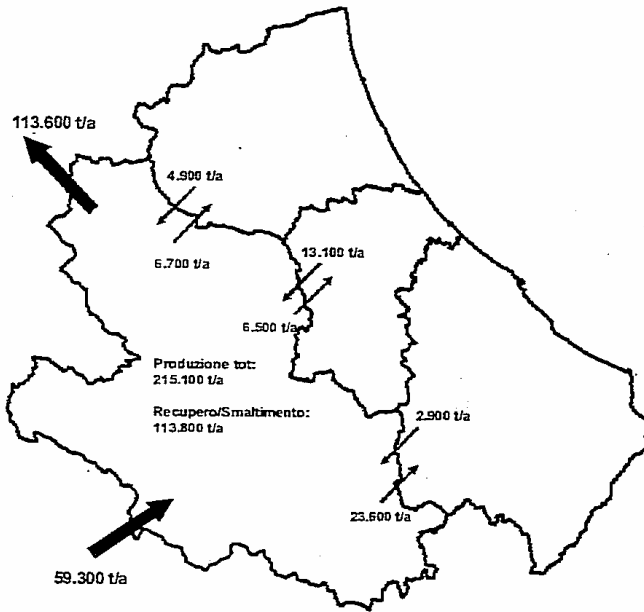 113.600 t/a
4.900 t/a
6.700 t/a
13.100 t/a
6.500 t/a
Produzione tot:
215.100 t/a
Recupero/Smaltimento:
113.800 t/a
2.900 t/a
23.600 t/a
59.300 t/a